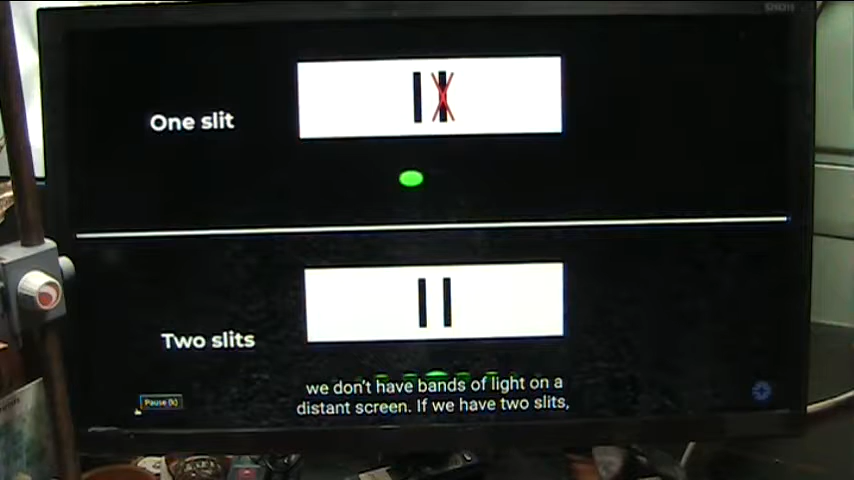 One slit
Two slits
we don't have bands of light on a
distant screen. If we have two slits,
Pause (k)